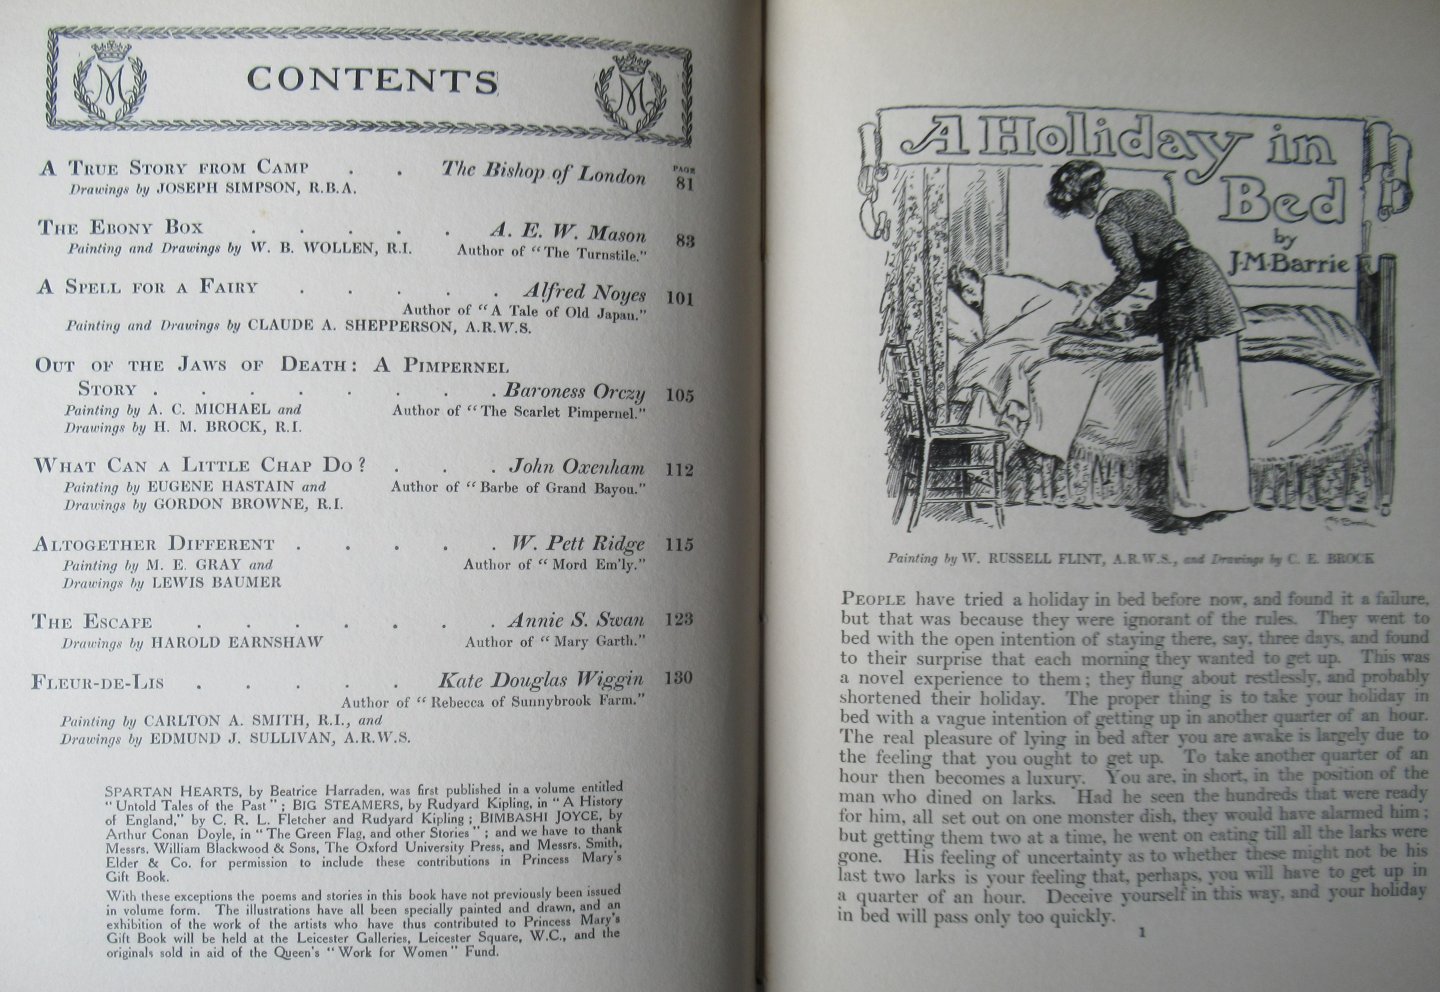 CONTENTS
PAGE
A True Story from Camp . . The Bishop of London 81
Drawings by JOSEPH SIMPSON, R.B.A.
The Ebony Box . . . . . A. E. W. Mason 83
Painting and Drawings by W. B. WOLLEN, R.I. Author of "The Turnstile."
A Spell for a Fairy . . . . . Alfred Noyes 101
Author of "A Tale of Old Japan."
Painting and Drawings by CLAUDE A. SHEPPERSON, A.R.W.S.
Out of the Jaws of Death: A Pimpernel
Story . . . . . . . . Baroness Orczy 105
Painting by A. C. MICHAEL and Author of "The Scarlet Pimpernel."
Drawings by H. M. BROCK, R.I.
What Can a Little Chap Do? . . . John Oxenham 112
Painting by EUGENE HASTAIN and Author of "Barbe of Grand Bayou."
Drawings by GORDON BROWNE, R.I.
Altogether Different . . . . . W. Pett Ridge 115
Painting by M. E. GRAY and Author of "Mord Em'ly."
Drawings by LEWIS BAUMER
The Escape . . . . . . . Annie S. Swan 123
Drawings by HAROLD EARNSHAW Author of "Mary Garth."
Fleur-de-Lis . . . . . Kate Douglas Wiggin 130
Author of "Rebecca of Sunnybrook Farm."
Painting by CARLTON A. SMITH, R.I., and
Drawings by EDMUND J. SULLIVAN, A.R.W.S.
SPARTAN HEARTS, by Beatrice Harraden, was first published in a volume entitled
"Untold Tales of the Past"; BIG STEAMERS, by Rudyard Kipling, in "A History
of England," by C. R. L. Fletcher and Rudyard Kipling; BIMBASHI JOYCE, by
Arthur Conan Doyle, in "The Green Flag, and other Stories"; and we have to thank
Messrs. William Blackwood & Sons, The Oxford University Press, and Messrs. Smith,
Elder & Co. for permission to include these contributions in Princess Mary's
Gift Book.
With these exceptions the poems and stories in this book have not previously been issued
in volume form. The illustrations have all been specially painted and drawn, and an
exhibition of the work of the artists who have thus contributed to Princess Mary's
Gift Book will be held at the Leicester Galleries, Leicester Square, W.C., and the
originals sold in aid of the Queen's "Work for Women" Fund.
A Holiday in
Bed
by
J.M.Barrie
Painting by W. RUSSELL FLINT, A.R.W.S., and Drawings by C. E. BROCK
People have tried a holiday in bed before now, and found it a failure,
but that was because they were ignorant of the rules. They went to
bed with the open intention of staying there, say, three days, and found
to their surprise that each morning they wanted to get up. This was
a novel experience to them; they flung about restlessly, and probably
shortened their holiday. The proper thing is to take your holiday in
bed with a vague intention of getting up in another quarter of an hour.
The real pleasure of lying in bed after you are awake is largely due to
the feeling that you ought to get up. To take another quarter of an
hour then becomes a luxury. You are, in short, in the position of the
man who dined on larks. Had he seen the hundreds that were ready
for him, all set out on one monster dish, they would have alarmed him;
but getting them two at a time, he went on eating till all the larks were
gone. His feeling of uncertainty as to whether these might not be his
last two larks is your feeling that, perhaps, you will have to get up in
a quarter of an hour. Deceive yourself in this way, and your holiday
in bed will pass only too quickly.
1